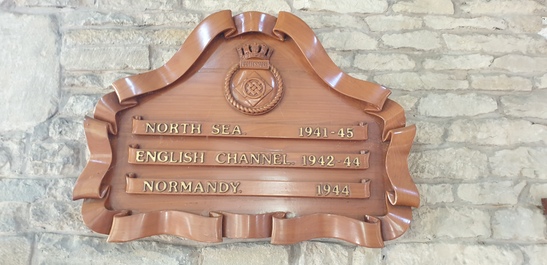 NORTH SEA. 1941-45
ENGLISH CHANNEL. 1942-44
NORMANDY. 1944